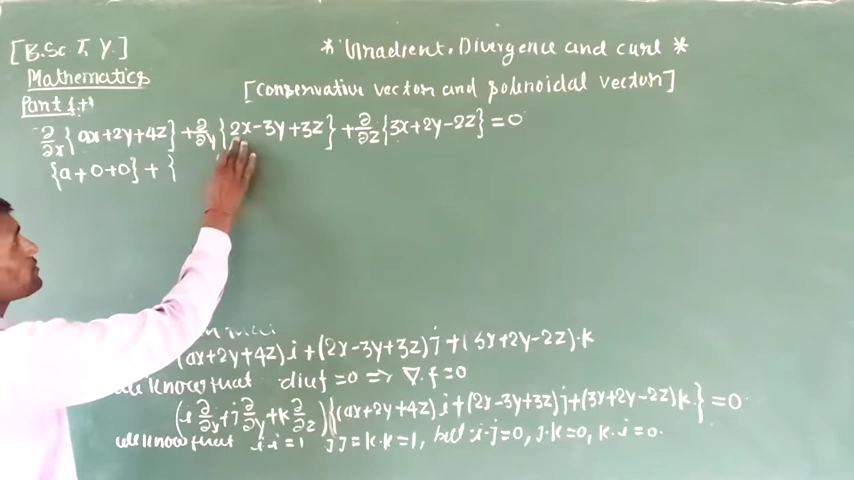 [B.Sc T. Y.]
* Gradient, Divergence and curl *
Mathematics
[conservative vector and solenoidal vector]
Part 1.11
∂/∂x{ax+2y+4z} + ∂/∂y{2x-3y+3z} + ∂/∂z{3x+2y-2z} = 0
{a+0+0} + {
(ax+2y+4z).i + (2x-3y+3z)j + (3x+2y-2z).k
know that div f = 0 => ∇.f = 0
(i ∂/∂x + j ∂/∂y + k ∂/∂z){(ax+2y+4z).i + (2x-3y+3z)j + (3x+2y-2z)k.} = 0
we know that i.i = 1 j.j = k.k = 1, but i.j = 0, j.k = 0, k.i = 0.